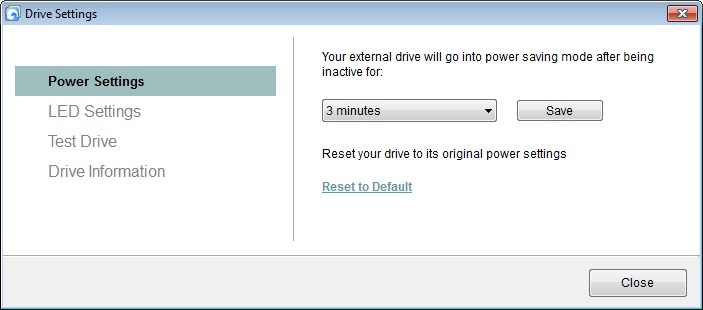 Drive Settings
Power Settings
LED Settings
Test Drive
Drive Information
Your external drive will go into power saving mode after being
inactive for:
3 minutes
Save
Reset your drive to its original power settings
Reset to Default
Close